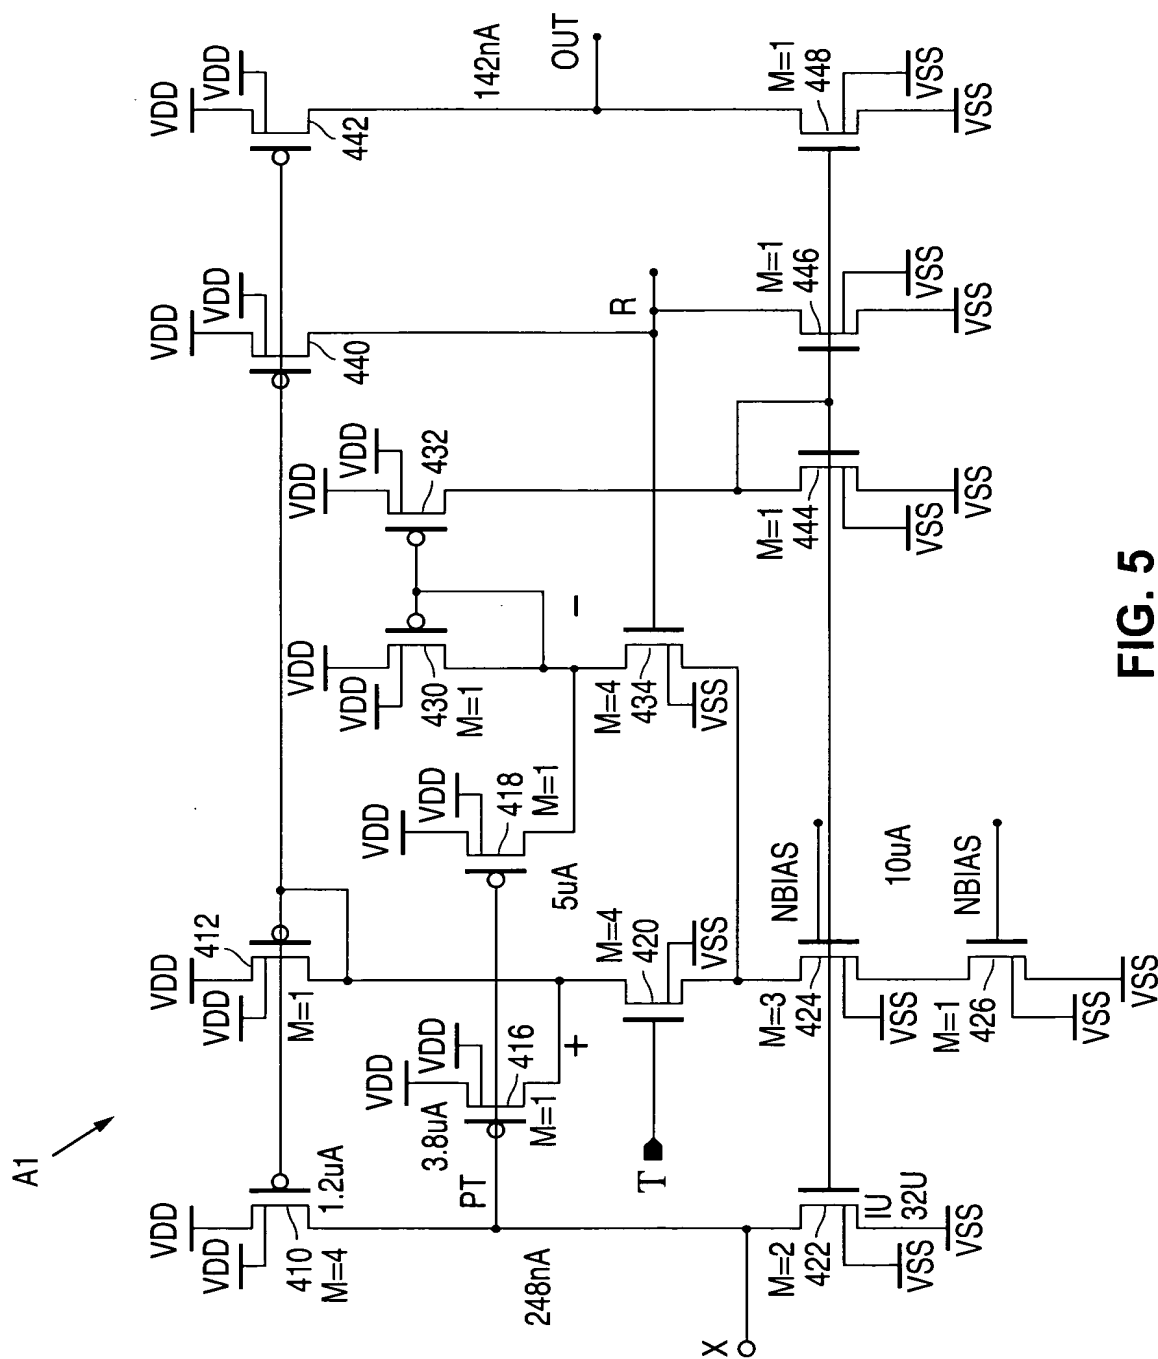 A1
VDD
VDD
410
M=4
1.2uA
VDD
VDD
412
M=1
VDD
VDD
440
VDD
VDD
442
142nA
OUT
VDD
VDD
3.8uA
416
M=1
PT
+
VDD
VDD
418
M=1
5uA
VDD
VDD
430
M=1
VDD
VDD
432
–
248nA
T
M=4
420
VSS
M=4
434
VSS
R
X
M=2
422
IU
32U
VSS
VSS
M=3
424
VSS
NBIAS
10uA
M=1
426
NBIAS
VSS
VSS
M=1
444
VSS
VSS
M=1
446
VSS
VSS
M=1
448
VSS
VSS
FIG. 5